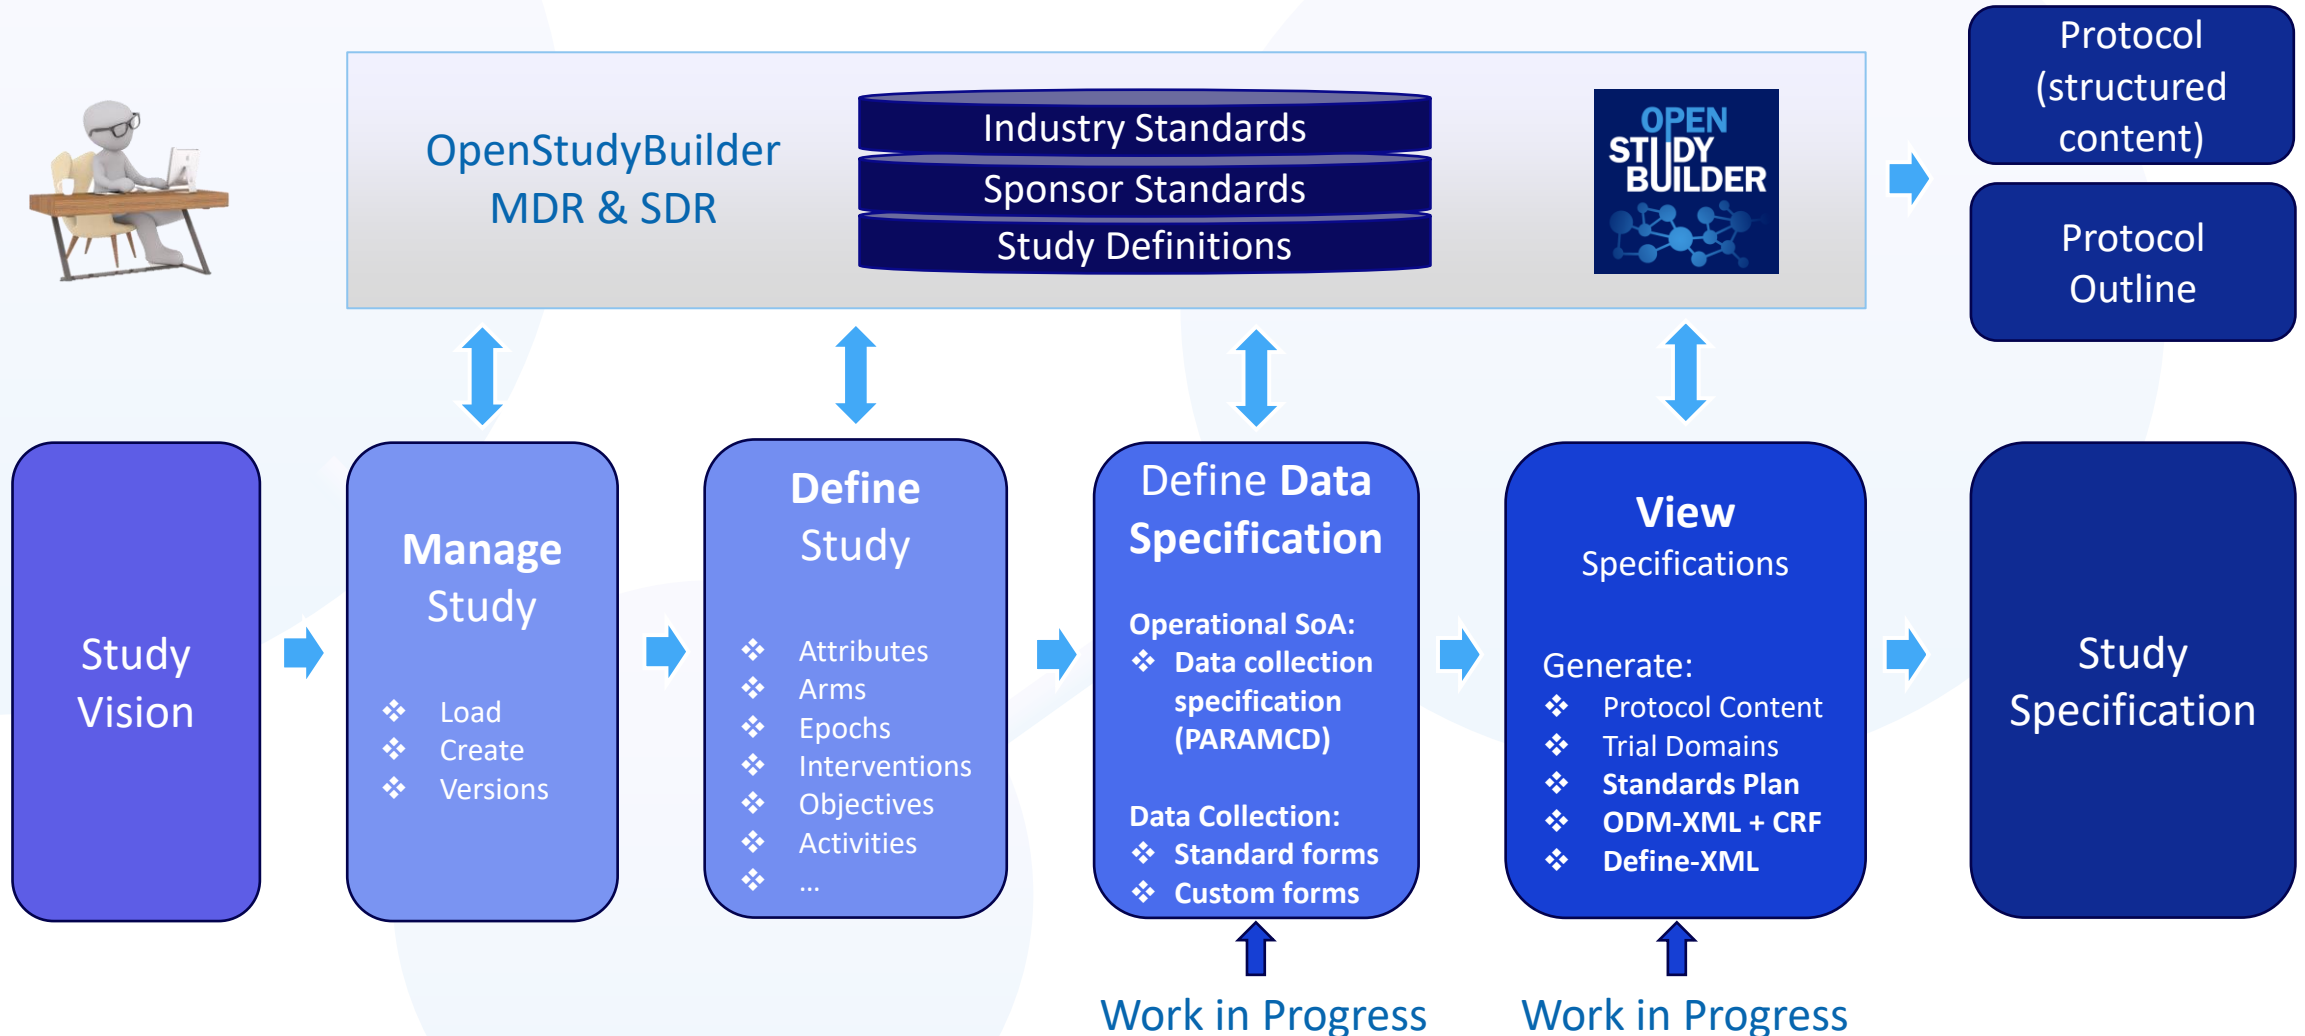 OpenStudyBuilder
MDR & SDR
Industry Standards
Sponsor Standards
Study Definitions
OPEN
STUDY
BUILDER
Protocol
(structured
content)
Protocol
Outline
Study
Vision
Manage
Study
❖ Load
❖ Create
❖ Versions
Define
Study
❖ Attributes
❖ Arms
❖ Epochs
❖ Interventions
❖ Objectives
❖ Activities
❖ ...
Define Data
Specification
Operational SoA:
❖ Data collection
specification
(PARAMCD)
Data Collection:
❖ Standard forms
❖ Custom forms
View
Specifications
Generate:
❖ Protocol Content
❖ Trial Domains
❖ Standards Plan
❖ ODM-XML + CRF
❖ Define-XML
Study
Specification
Work in Progress
Work in Progress